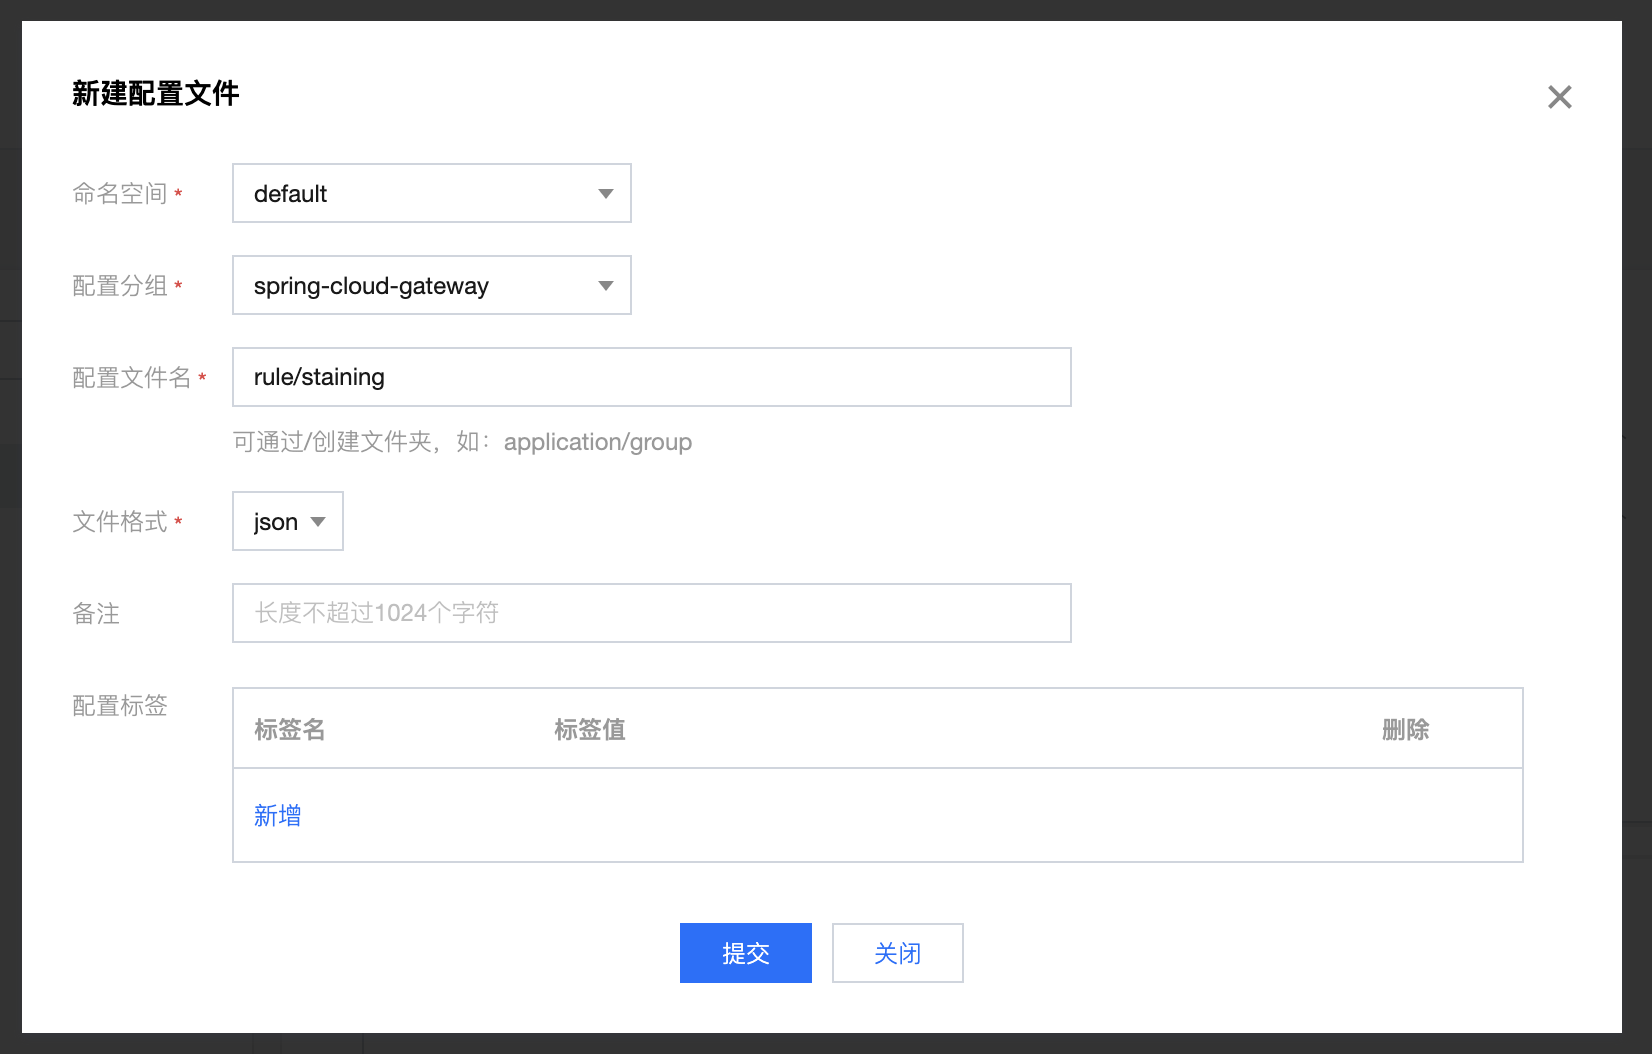 新建配置文件
命名空间 * default
配置分组 * spring-cloud-gateway
配置文件名 * rule/staining
可通过/创建文件夹，如：application/group
文件格式 * json
备注 长度不超过1024个字符
配置标签
标签名 标签值 删除
新增
提交 关闭